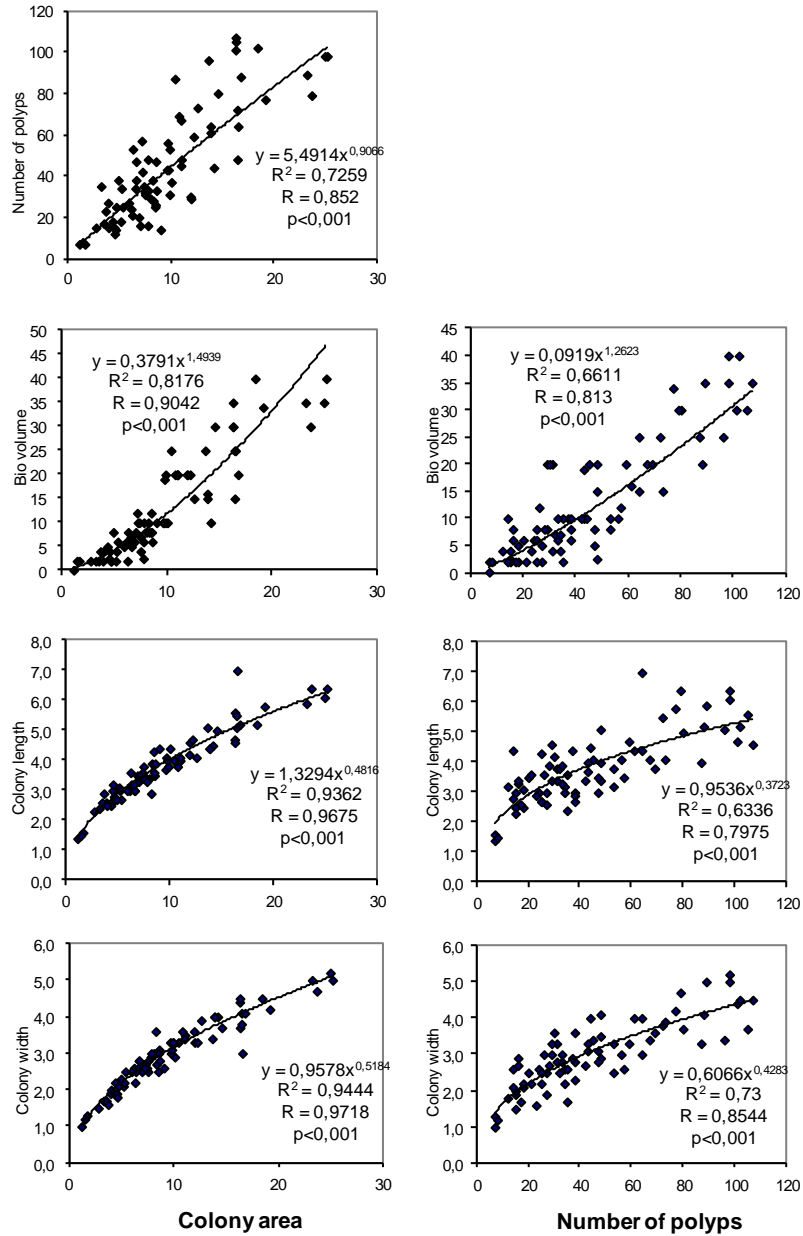 120
100
80
60
40
20
0
Number of polyps
y = 5,4914x^0,9066
R² = 0,7259
R = 0,852
p<0,001
0 10 20 30
50
45
40
35
30
25
20
15
10
5
0
Bio volume
y = 0,3791x^1,4939
R² = 0,8176
R = 0,9042
p<0,001
0 10 20 30
45
40
35
30
25
20
15
10
5
0
Bio volume
y = 0,0919x^1,2623
R² = 0,6611
R = 0,813
p<0,001
0 20 40 60 80 100 120
8,0
7,0
6,0
5,0
4,0
3,0
2,0
1,0
0,0
Colony length
y = 1,3294x^0,4816
R² = 0,9362
R = 0,9675
p<0,001
0 10 20 30
8,0
7,0
6,0
5,0
4,0
3,0
2,0
1,0
0,0
Colony length
y = 0,9536x^0,3723
R² = 0,6336
R = 0,7975
p<0,001
0 20 40 60 80 100 120
6,0
5,0
4,0
3,0
2,0
1,0
0,0
Colony width
y = 0,9578x^0,5184
R² = 0,9444
R = 0,9718
p<0,001
0 10 20 30
Colony area
6,0
5,0
4,0
3,0
2,0
1,0
0,0
Colony width
y = 0,6066x^0,4283
R² = 0,73
R = 0,8544
p<0,001
0 20 40 60 80 100 120
Number of polyps